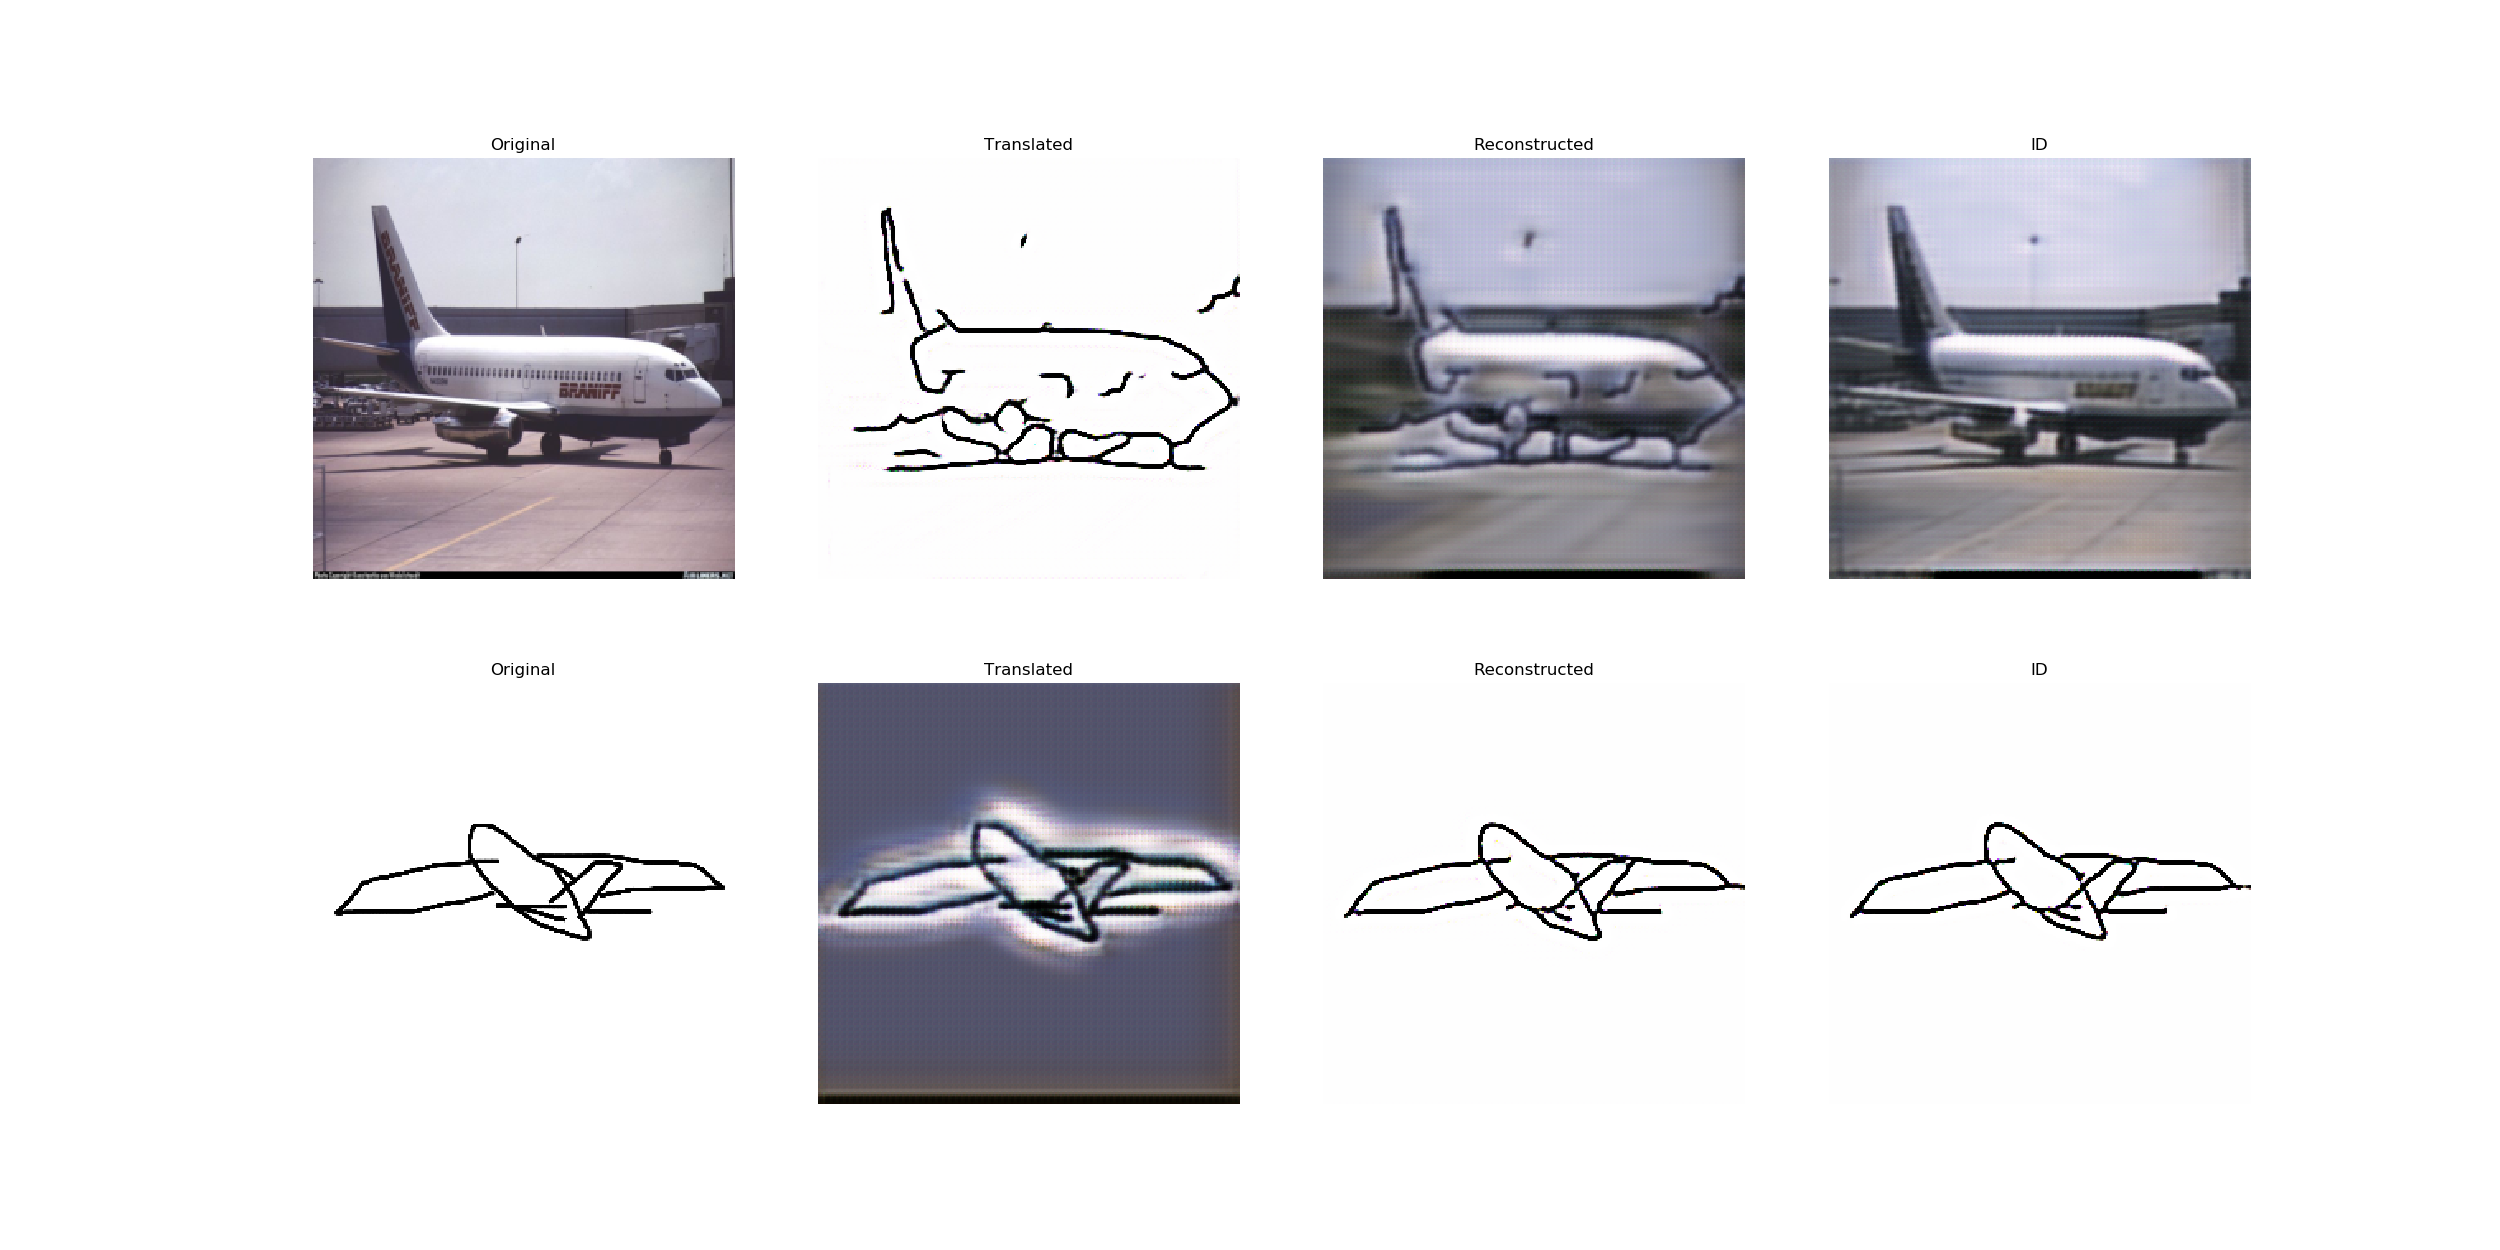 Original
Translated
Reconstructed
ID
BRANIFF
BRANIFF
Original
Translated
Reconstructed
ID